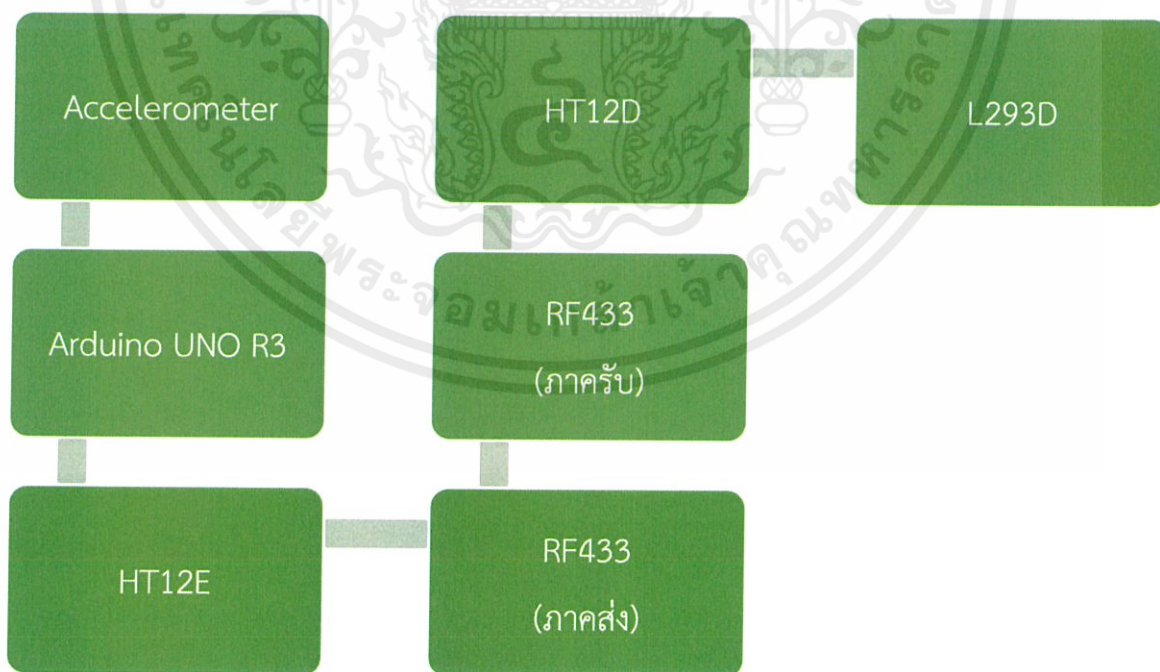 Accelerometer
Arduino UNO R3
HT12E
RF433
(ภาคส่ง)
RF433
(ภาครับ)
HT12D
L293D